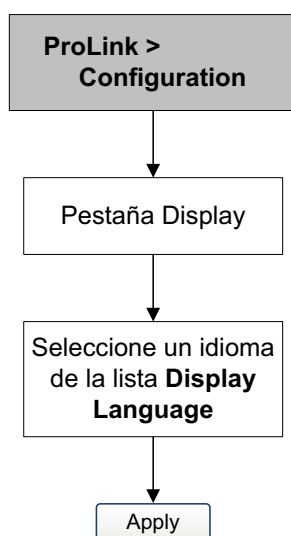 ProLink >
Configuration
Pestaña Display
Seleccione un idioma
de la lista Display
Language
Apply